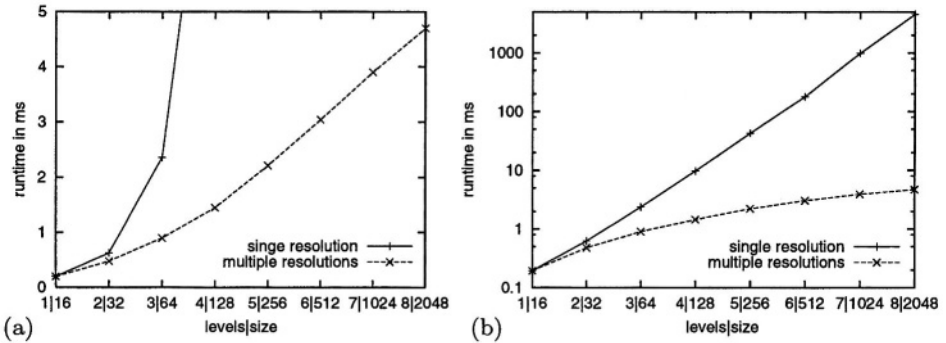 (a)
runtime in ms
5
4
3
2
1
0
singe resolution
multiple resolutions
1|16 2|32 3|64 4|128 5|256 6|512 7|1024 8|2048
levels|size
(b)
runtime in ms
1000
100
10
1
0.1
single resolution
multiple resolutions
1|16 2|32 3|64 4|128 5|256 6|512 7|1024 8|2048
levels|size